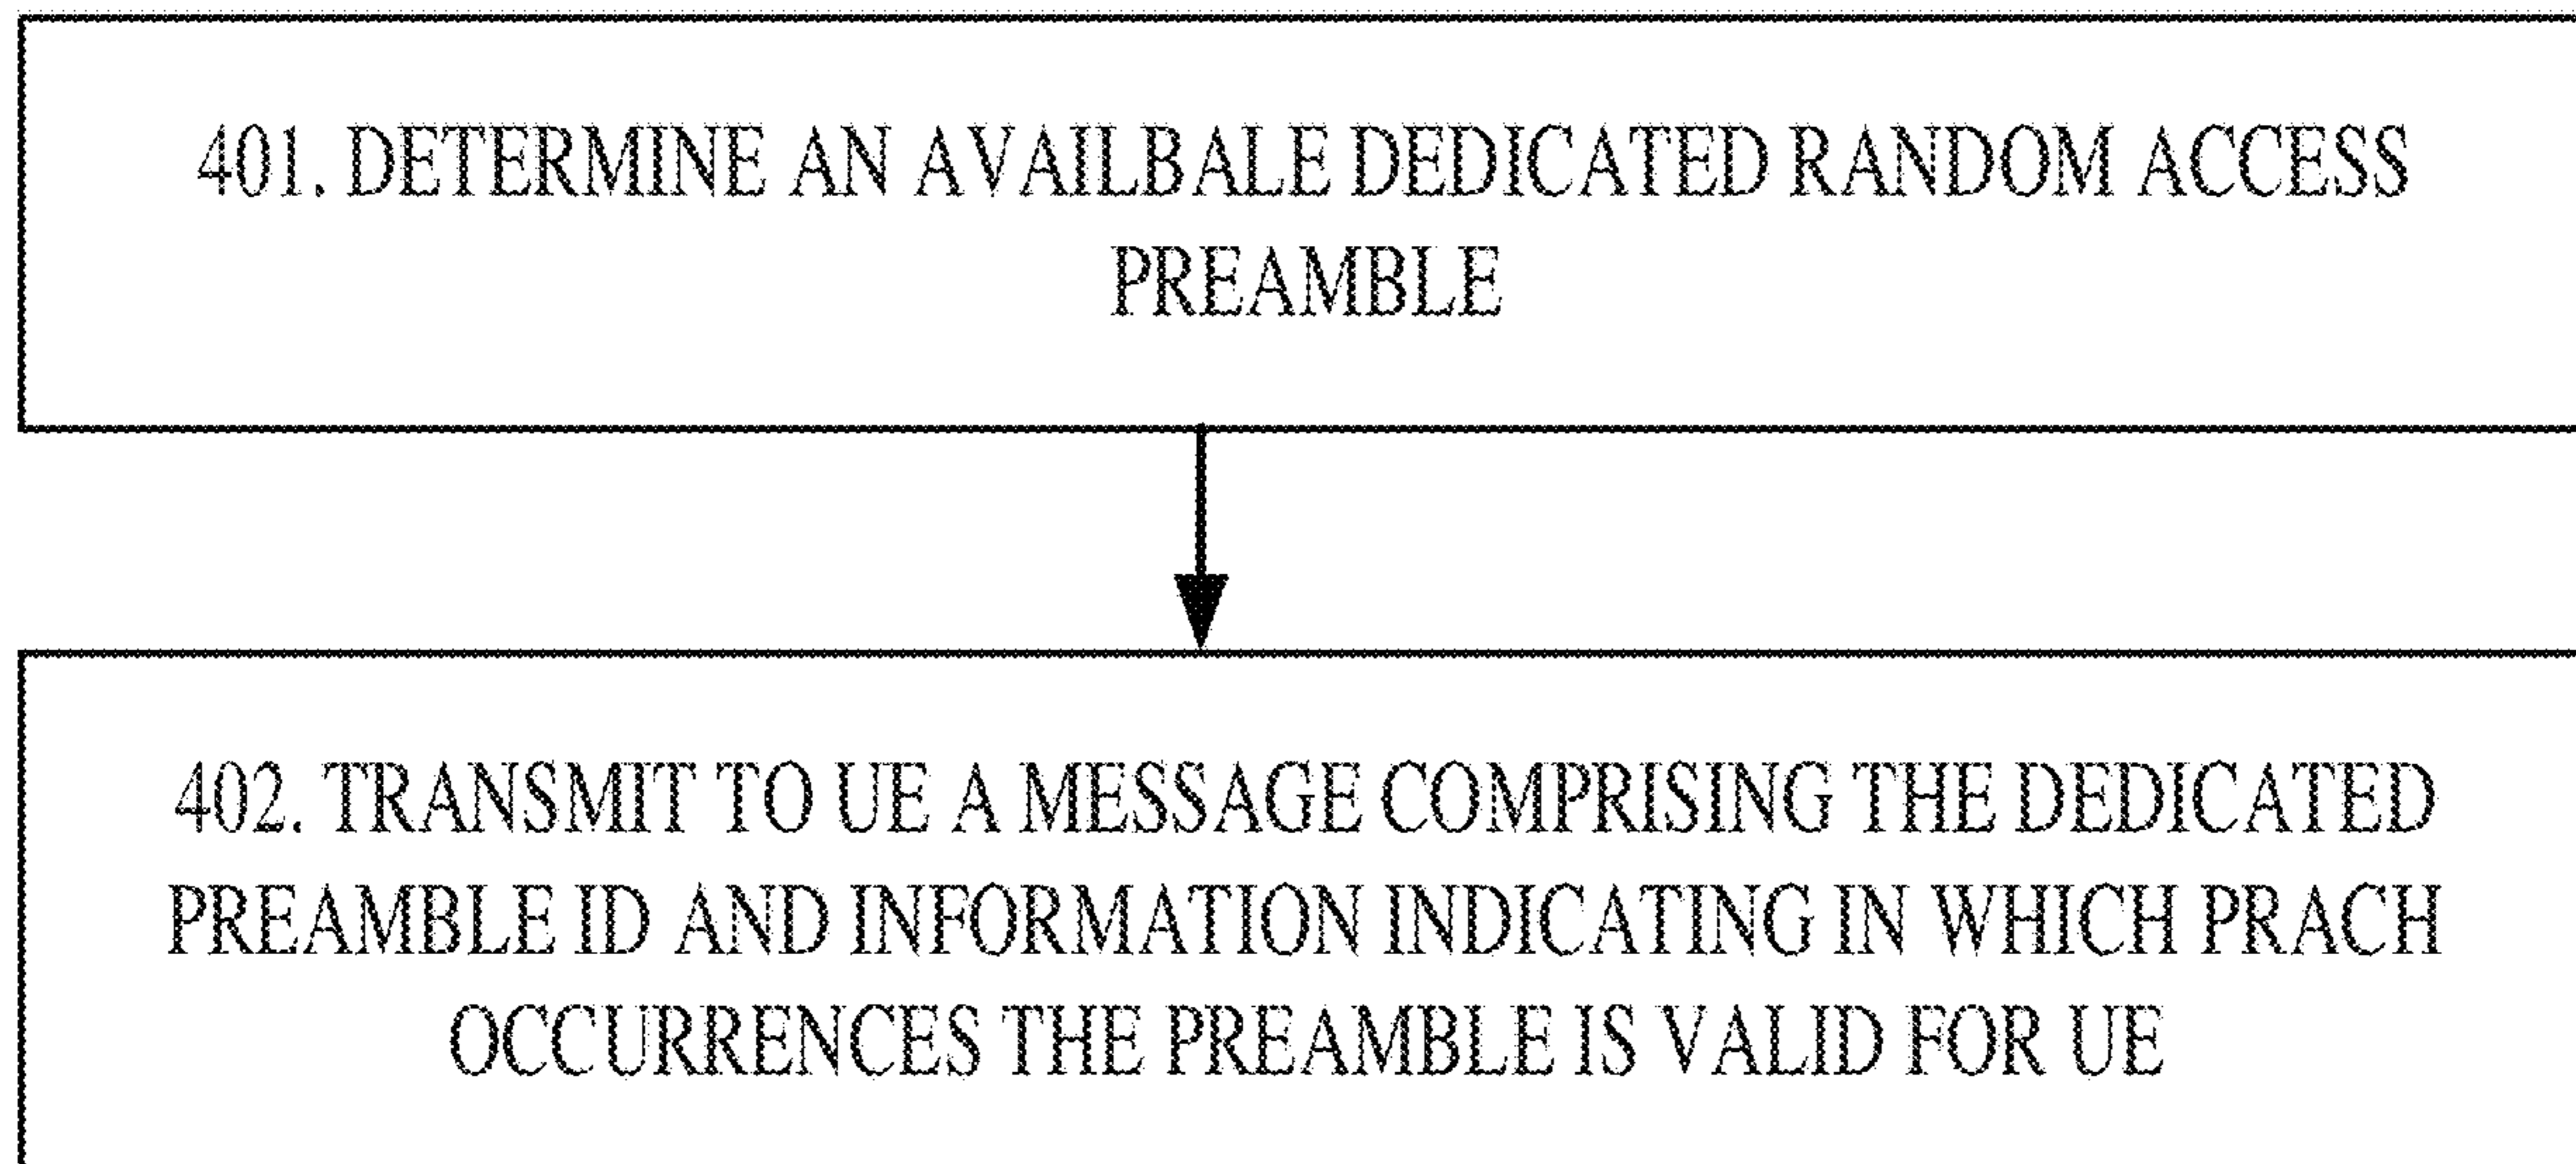 401. DETERMINE AN AVAILBALE DEDICATED RANDOM ACCESS
PREAMBLE
402. TRANSMIT TO UE A MESSAGE COMPRISING THE DEDICATED
PREAMBLE ID AND INFORMATION INDICATING IN WHICH PRACH
OCCURRENCES THE PREAMBLE IS VALID FOR UE